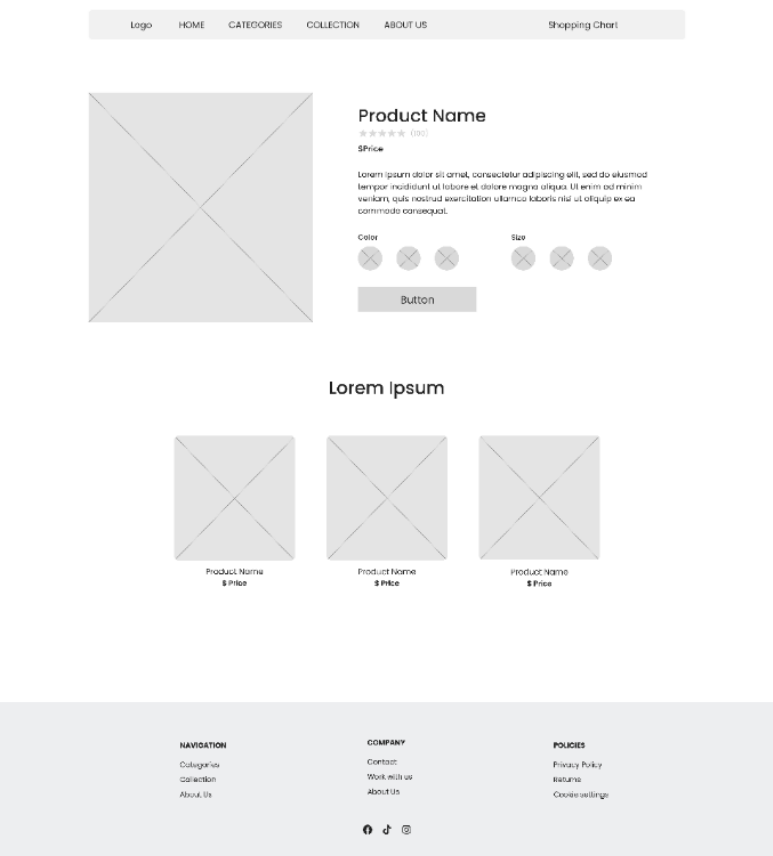 Logo HOME CATEGORIES COLLECTION ABOUT US Shopping Chart
Product Name
(100)
$Price
Lorem ipsum dolor sit amet, consectetur adipiscing elit, sed do eiusmod
tempor incididunt ut labore et dolore magna aliqua. Ut enim ad minim
veniam, quis nostrud exercitation ullamco laboris nisi ut aliquip ex ea
commodo consequat.
Color Size
Button
Lorem Ipsum
Product Name Product Name Product Name
$ Price $ Price $ Price
NAVIGATION COMPANY POLICIES
Categories Contact Privacy Policy
Collection Work with us Returns
About Us About Us Cookie settings